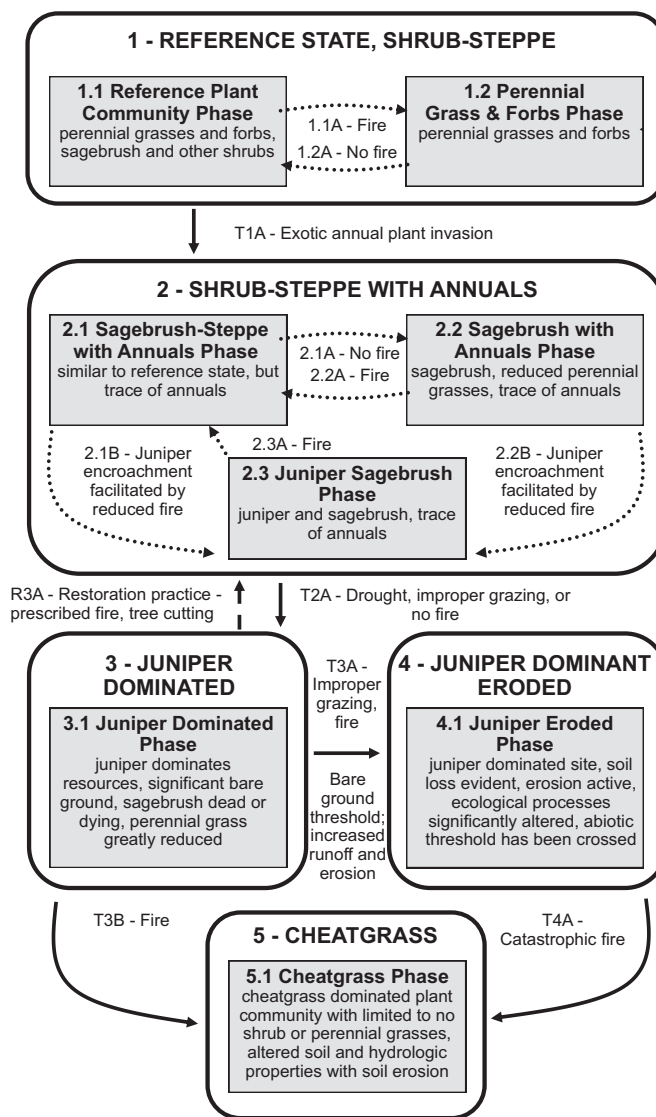 1 - REFERENCE STATE, SHRUB-STEPPE
1.1 Reference Plant
Community Phase
perennial grasses and forbs,
sagebrush and other shrubs
1.1A - Fire
1.2A - No fire
1.2 Perennial
Grass & Forbs Phase
perennial grasses and forbs
T1A - Exotic annual plant invasion
2 - SHRUB-STEPPE WITH ANNUALS
2.1 Sagebrush-Steppe
with Annuals Phase
similar to reference state, but
trace of annuals
2.1A - No fire
2.2A - Fire
2.2 Sagebrush with
Annuals Phase
sagebrush, reduced perennial
grasses, trace of annuals
2.1B - Juniper
encroachment
facilitated by
reduced fire
2.3A - Fire
2.3 Juniper Sagebrush
Phase
juniper and sagebrush, trace
of annuals
2.2B - Juniper
encroachment
facilitated by
reduced fire
R3A - Restoration practice -
prescribed fire, tree cutting
T2A - Drought, improper grazing, or
no fire
3 - JUNIPER
DOMINATED
3.1 Juniper Dominated
Phase
juniper dominates
resources, significant bare
ground, sagebrush dead or
dying, perennial grass
greatly reduced
T3A -
Improper
grazing,
fire
Bare
ground
threshold;
increased
runoff and
erosion
4 - JUNIPER DOMINANT
ERODED
4.1 Juniper Eroded
Phase
juniper dominated site, soil
loss evident, erosion active,
ecological processes
significantly altered, abiotic
threshold has been crossed
T3B - Fire
T4A -
Catastrophic fire
5 - CHEATGRASS
5.1 Cheatgrass Phase
cheatgrass dominated plant
community with limited to no
shrub or perennial grasses,
altered soil and hydrologic
properties with soil erosion